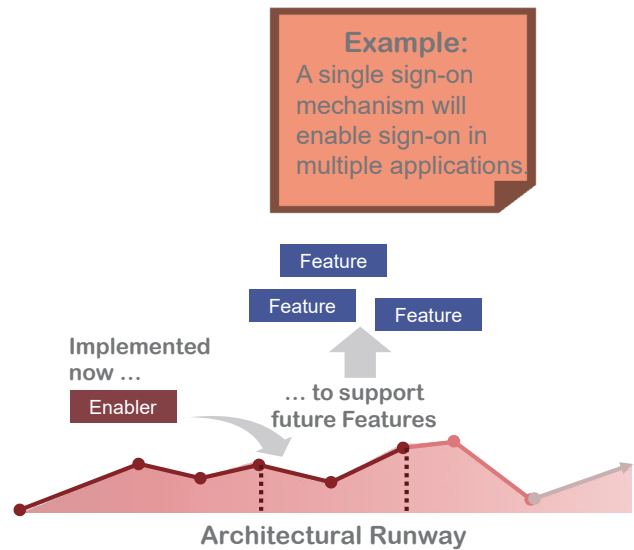 Example:
A single sign-on
mechanism will
enable sign-on in
multiple applications.
Feature
Feature
Feature
Implemented
now ...
Enabler
... to support
future Features
Architectural Runway